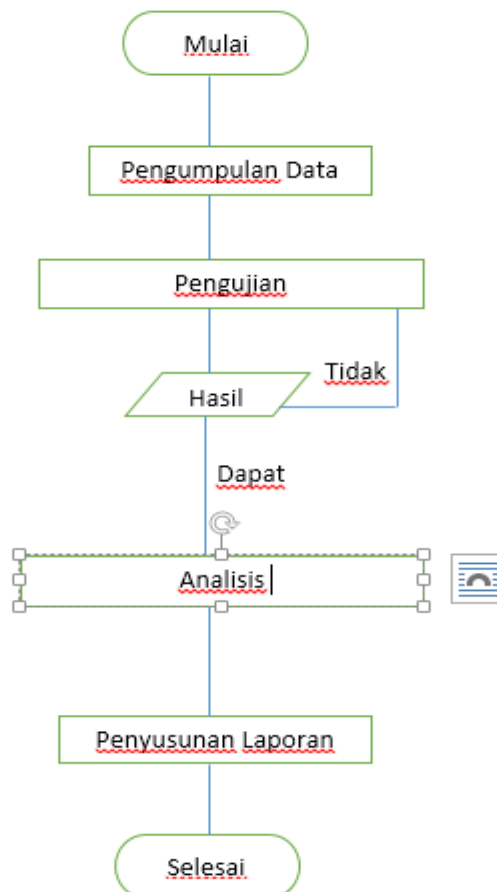 Mulai
Pengumpulan Data
Pengujian
Tidak
Hasil
Dapat
Analisis
Penyusunan Laporan
Selesai